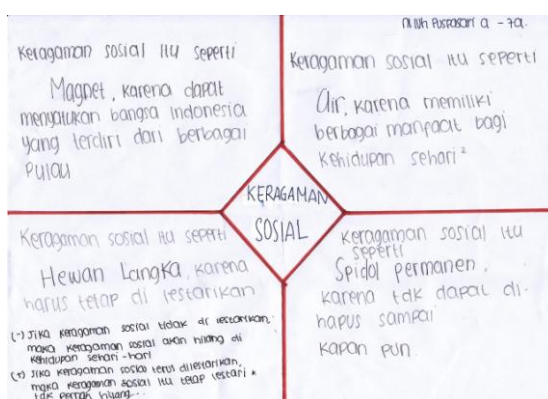 Ni Luh Puspasari a - 7a.
Keragaman sosial itu seperti
Magnet, karena dapat
menyatukan bangsa Indonesia
yang terdiri dari berbagai
pulau
Keragaman sosial itu seperti
Air, karena memiliki
berbagai manfaat bagi
kehidupan sehari²
KERAGAMAN
SOSIAL
Keragaman sosial itu seperti
Hewan Langka, karena
harus tetap di lestarikan
(-) Jika keragaman sosial tidak di lestarikan.
maka keragaman sosial akan hilang di
kehidupan sehari-hari
(+) Jika keragaman sosial terus dilestarikan,
maka keragaman sosial itu tetap lestari
tdk pernah hilang...
Keragaman sosial itu
seperti
Spidol permanen,
karena tdk dapat di-
hapus sampai
kapan pun.